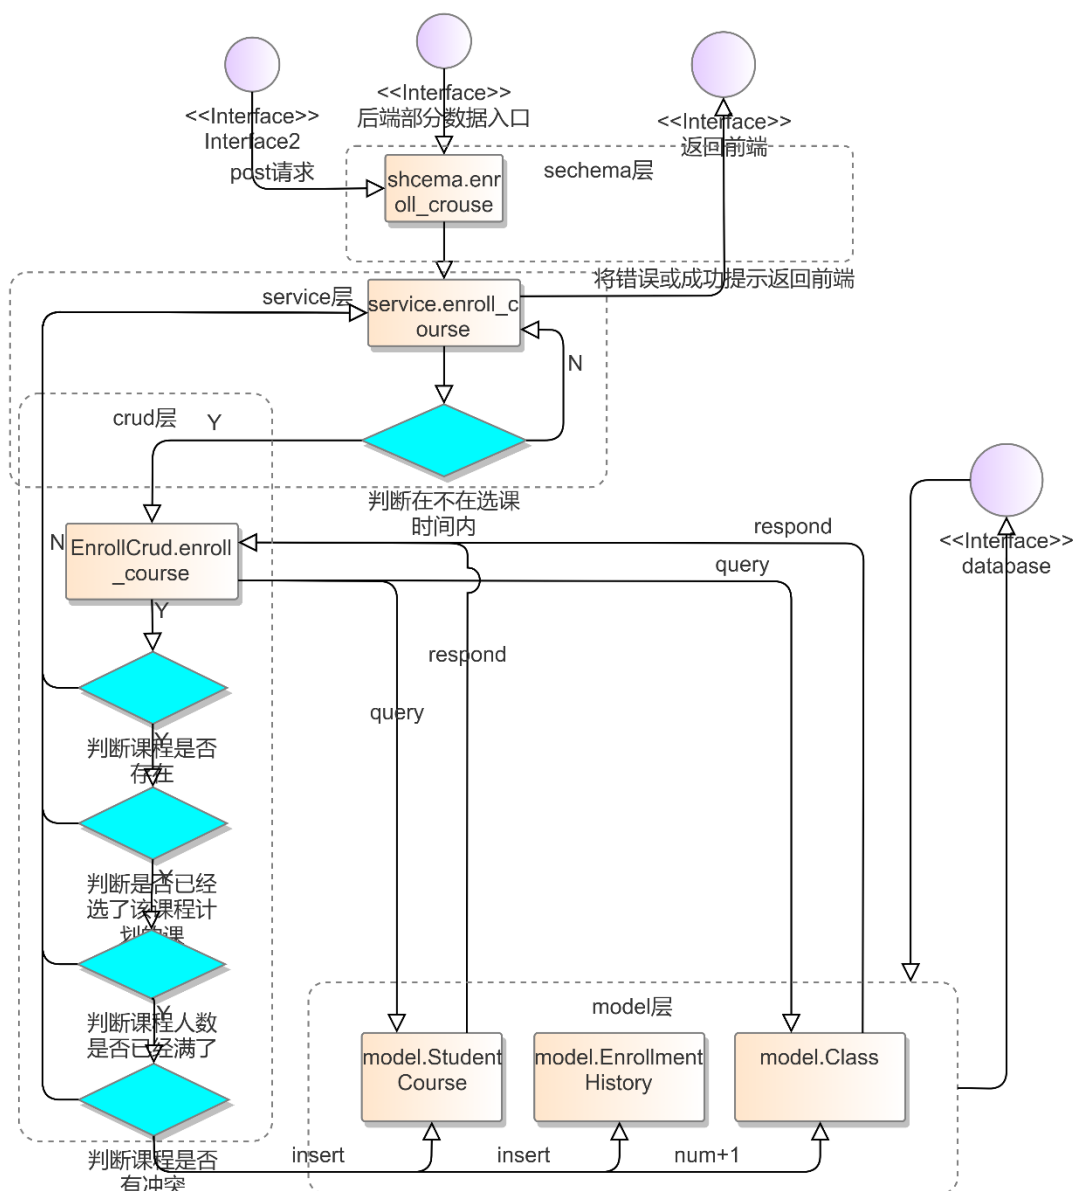 <<Interface>>
Interface2
post请求
<<Interface>>
后端部分数据入口
<<Interface>>
返回前端
sechema层
shcema.enr
oll_crouse
将错误或成功提示返回前端
service层
service.enroll_c
ourse
N
crud层
Y
判断在不在选课
时间内
N
EnrollCrud.enroll
_course
respond
query
<<Interface>>
database
Y
respond
query
Y
判断课程是否
存在
Y
判断是否已经
选了该课程计
划的课
Y
判断课程人数
是否已经满了
model层
model.Student
Course
model.Enrollment
History
model.Class
判断课程是否
有冲突
insert
insert
num+1